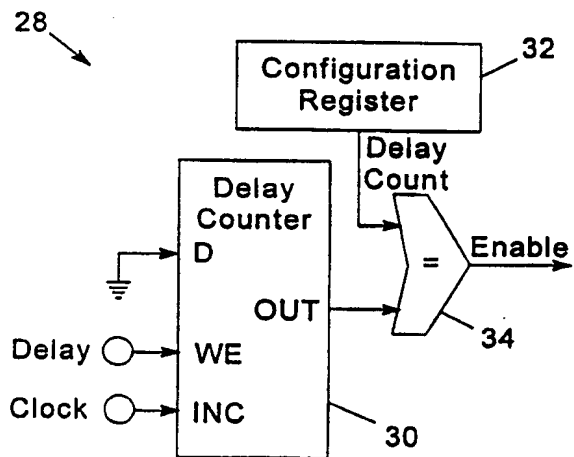 28
32
Configuration
Register
Delay
Count
Delay
Counter
D
=
Enable
OUT
34
Delay
WE
Clock
INC
30